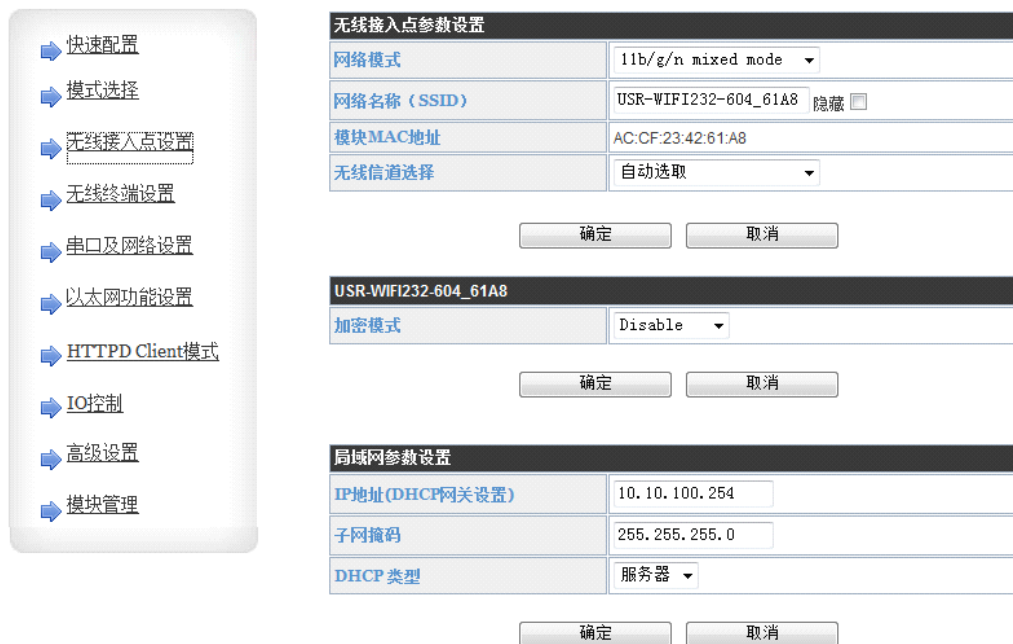 快速配置
模式选择
无线接入点设置
无线终端设置
串口及网络设置
以太网功能设置
HTTPD Client模式
IO控制
高级设置
模块管理
无线接入点参数设置
网络模式 11b/g/n mixed mode
网络名称（SSID） USR-WIFI232-604_61A8 隐藏
模块MAC地址 AC:CF:23:42:61:A8
无线信道选择 自动选取
确定 取消
USR-WIFI232-604_61A8
加密模式 Disable
确定 取消
局域网参数设置
IP地址(DHCP网关设置) 10.10.100.254
子网掩码 255.255.255.0
DHCP 类型 服务器
确定 取消